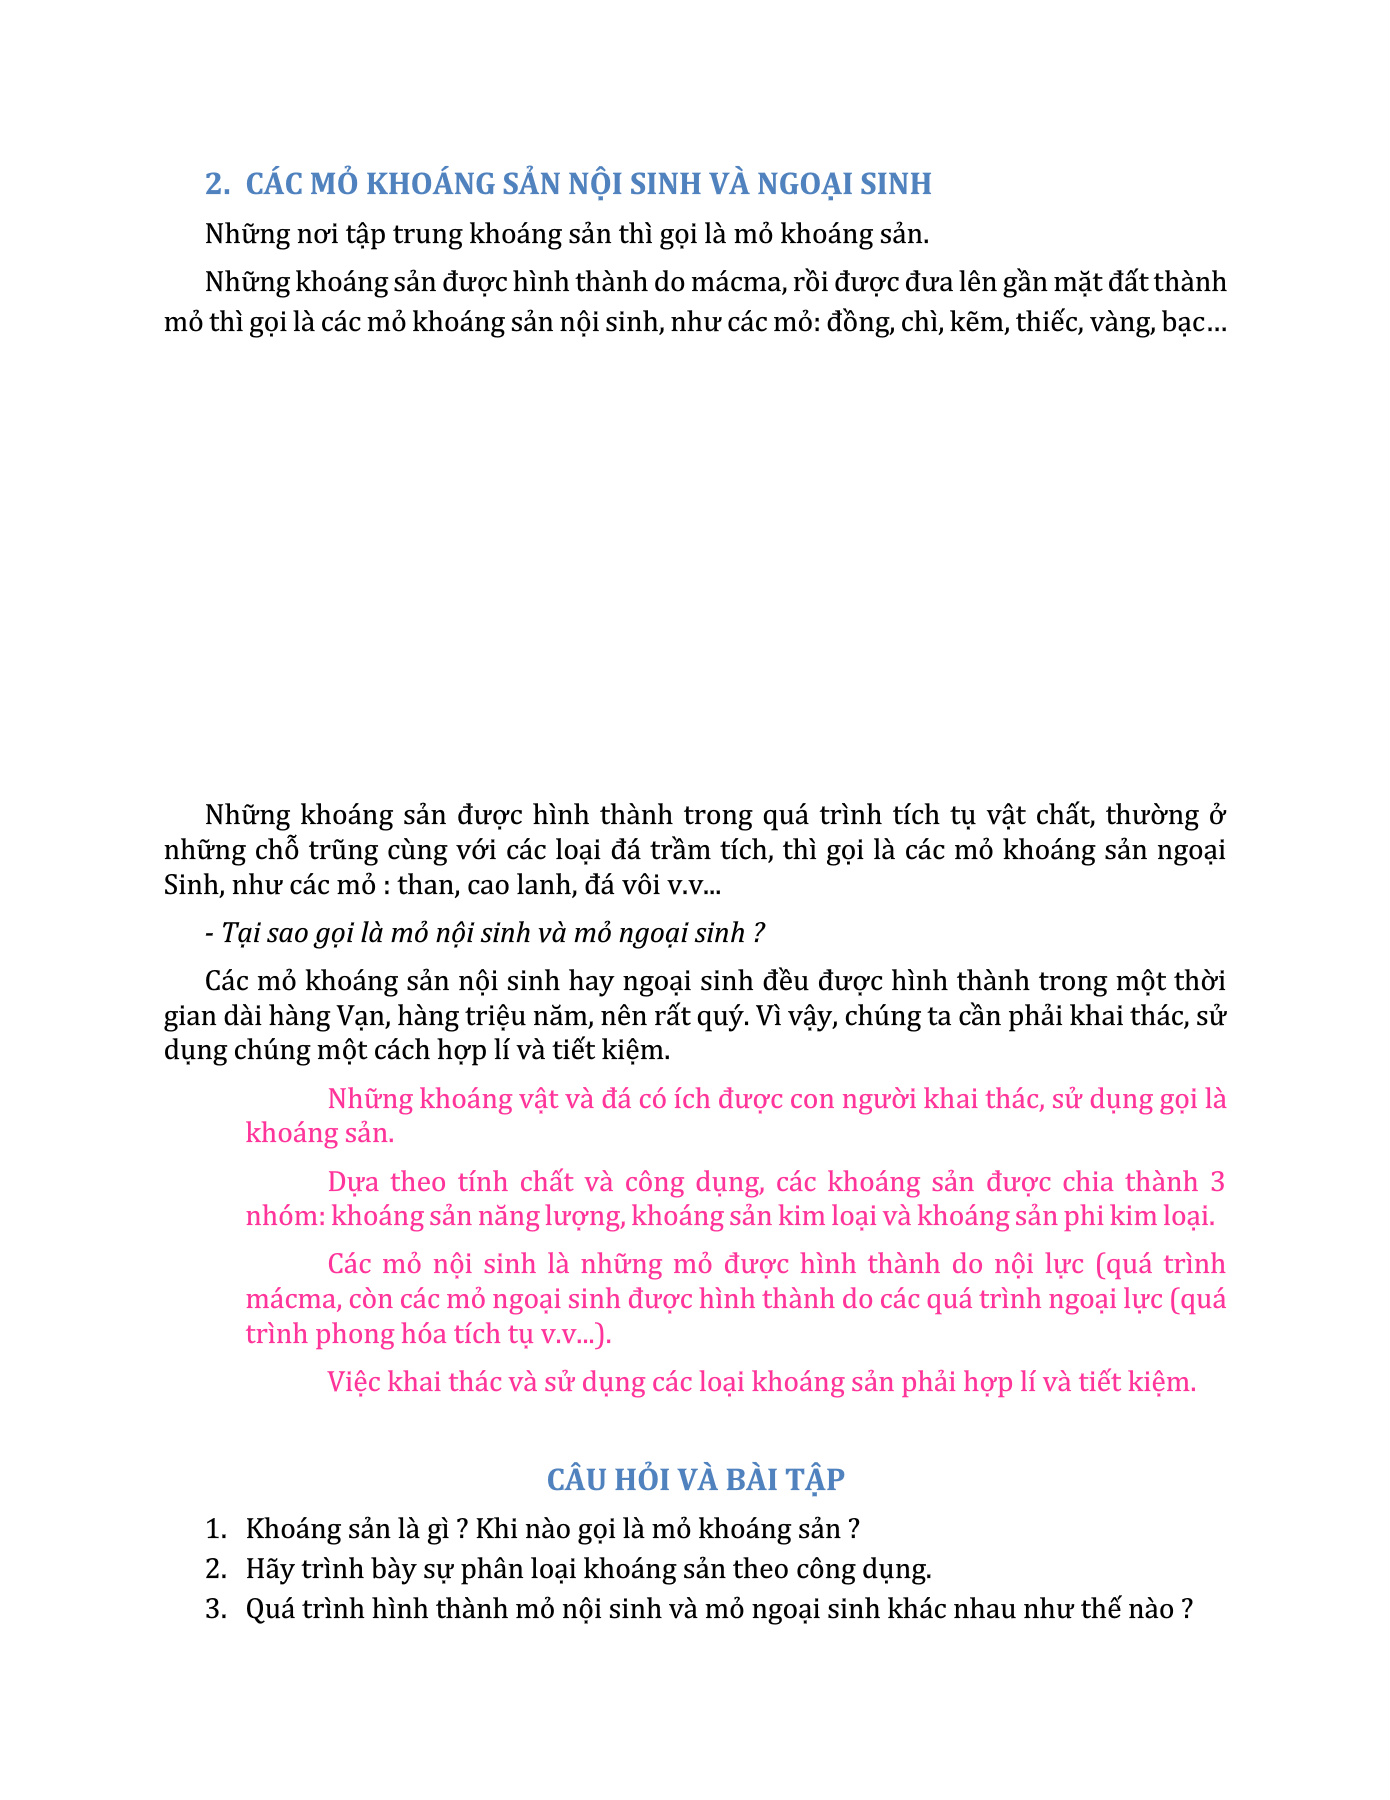 2. CÁC MỎ KHOÁNG SẢN NỘI SINH VÀ NGOẠI SINH
Những nơi tập trung khoáng sản thì gọi là mỏ khoáng sản.
Những khoáng sản được hình thành do mácma, rồi được đưa lên gần mặt đất thành
mỏ thì gọi là các mỏ khoáng sản nội sinh, như các mỏ: đồng, chì, kẽm, thiếc, vàng, bạc...
Những khoáng sản được hình thành trong quá trình tích tụ vật chất, thường ở
những chỗ trũng cùng với các loại đá trầm tích, thì gọi là các mỏ khoáng sản ngoại
Sinh, như các mỏ : than, cao lanh, đá vôi v.v...
- Tại sao gọi là mỏ nội sinh và mỏ ngoại sinh ?
Các mỏ khoáng sản nội sinh hay ngoại sinh đều được hình thành trong một thời
gian dài hàng Vạn, hàng triệu năm, nên rất quý. Vì vậy, chúng ta cần phải khai thác, sử
dụng chúng một cách hợp lí và tiết kiệm.
Những khoáng vật và đá có ích được con người khai thác, sử dụng gọi là
khoáng sản.
Dựa theo tính chất và công dụng, các khoáng sản được chia thành 3
nhóm: khoáng sản năng lượng, khoáng sản kim loại và khoáng sản phi kim loại.
Các mỏ nội sinh là những mỏ được hình thành do nội lực (quá trình
mácma, còn các mỏ ngoại sinh được hình thành do các quá trình ngoại lực (quá
trình phong hóa tích tụ v.v...).
Việc khai thác và sử dụng các loại khoáng sản phải hợp lí và tiết kiệm.
CÂU HỎI VÀ BÀI TẬP
1. Khoáng sản là gì ? Khi nào gọi là mỏ khoáng sản ?
2. Hãy trình bày sự phân loại khoáng sản theo công dụng.
3. Quá trình hình thành mỏ nội sinh và mỏ ngoại sinh khác nhau như thế nào ?